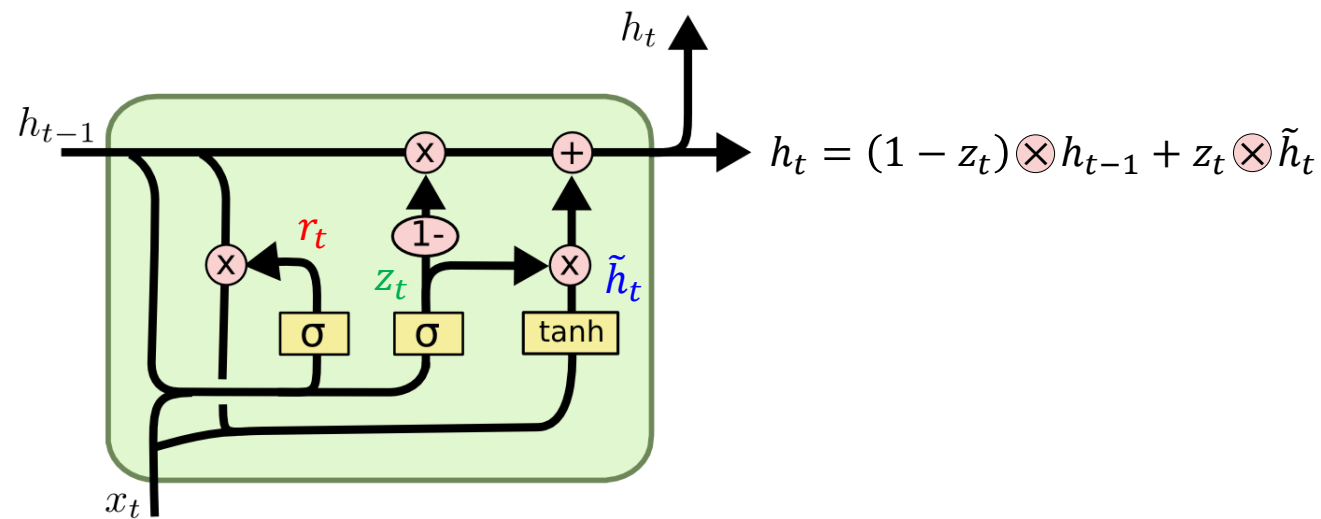 h_t
h_{t-1}
x
+
h_t = (1 − z_t) ⊗ h_{t-1} + z_t ⊗ h̃_t
r_t
1-
x
x
z_t
h̃_t
σ
σ
tanh
x_t